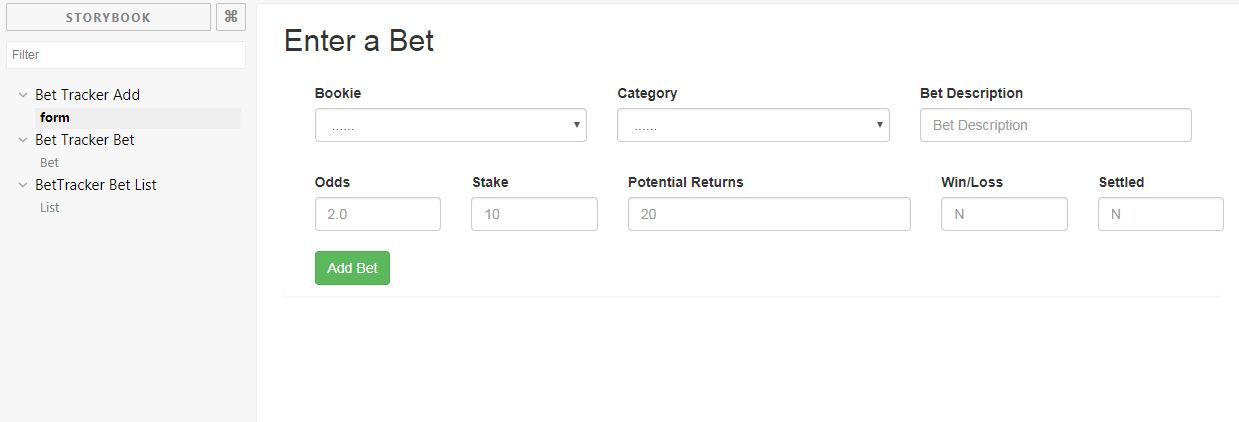 STORYBOOK ⌘
Filter
Bet Tracker Add
form
Bet Tracker Bet
Bet
BetTracker Bet List
List
Enter a Bet
Bookie Category Bet Description
...... ...... Bet Description
Odds Stake Potential Returns Win/Loss Settled
2.0 10 20 N N
Add Bet